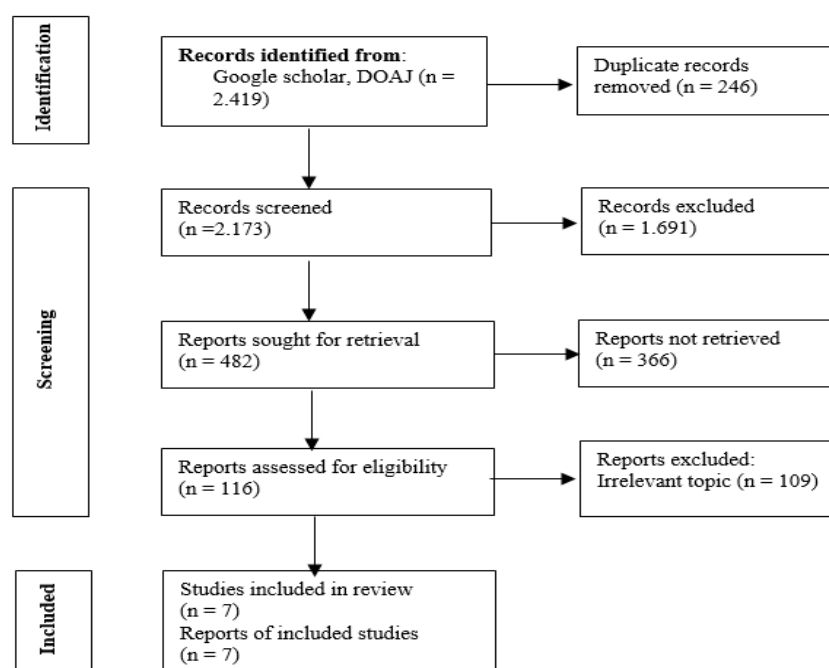 Identification
Records identified from:
Google scholar, DOAJ (n =
2.419)
Duplicate records
removed (n = 246)
Screening
Records screened
(n =2.173)
Records excluded
(n = 1.691)
Reports sought for retrieval
(n = 482)
Reports not retrieved
(n = 366)
Reports assessed for eligibility
(n = 116)
Reports excluded:
Irrelevant topic (n = 109)
Included
Studies included in review
(n = 7)
Reports of included studies
(n = 7)